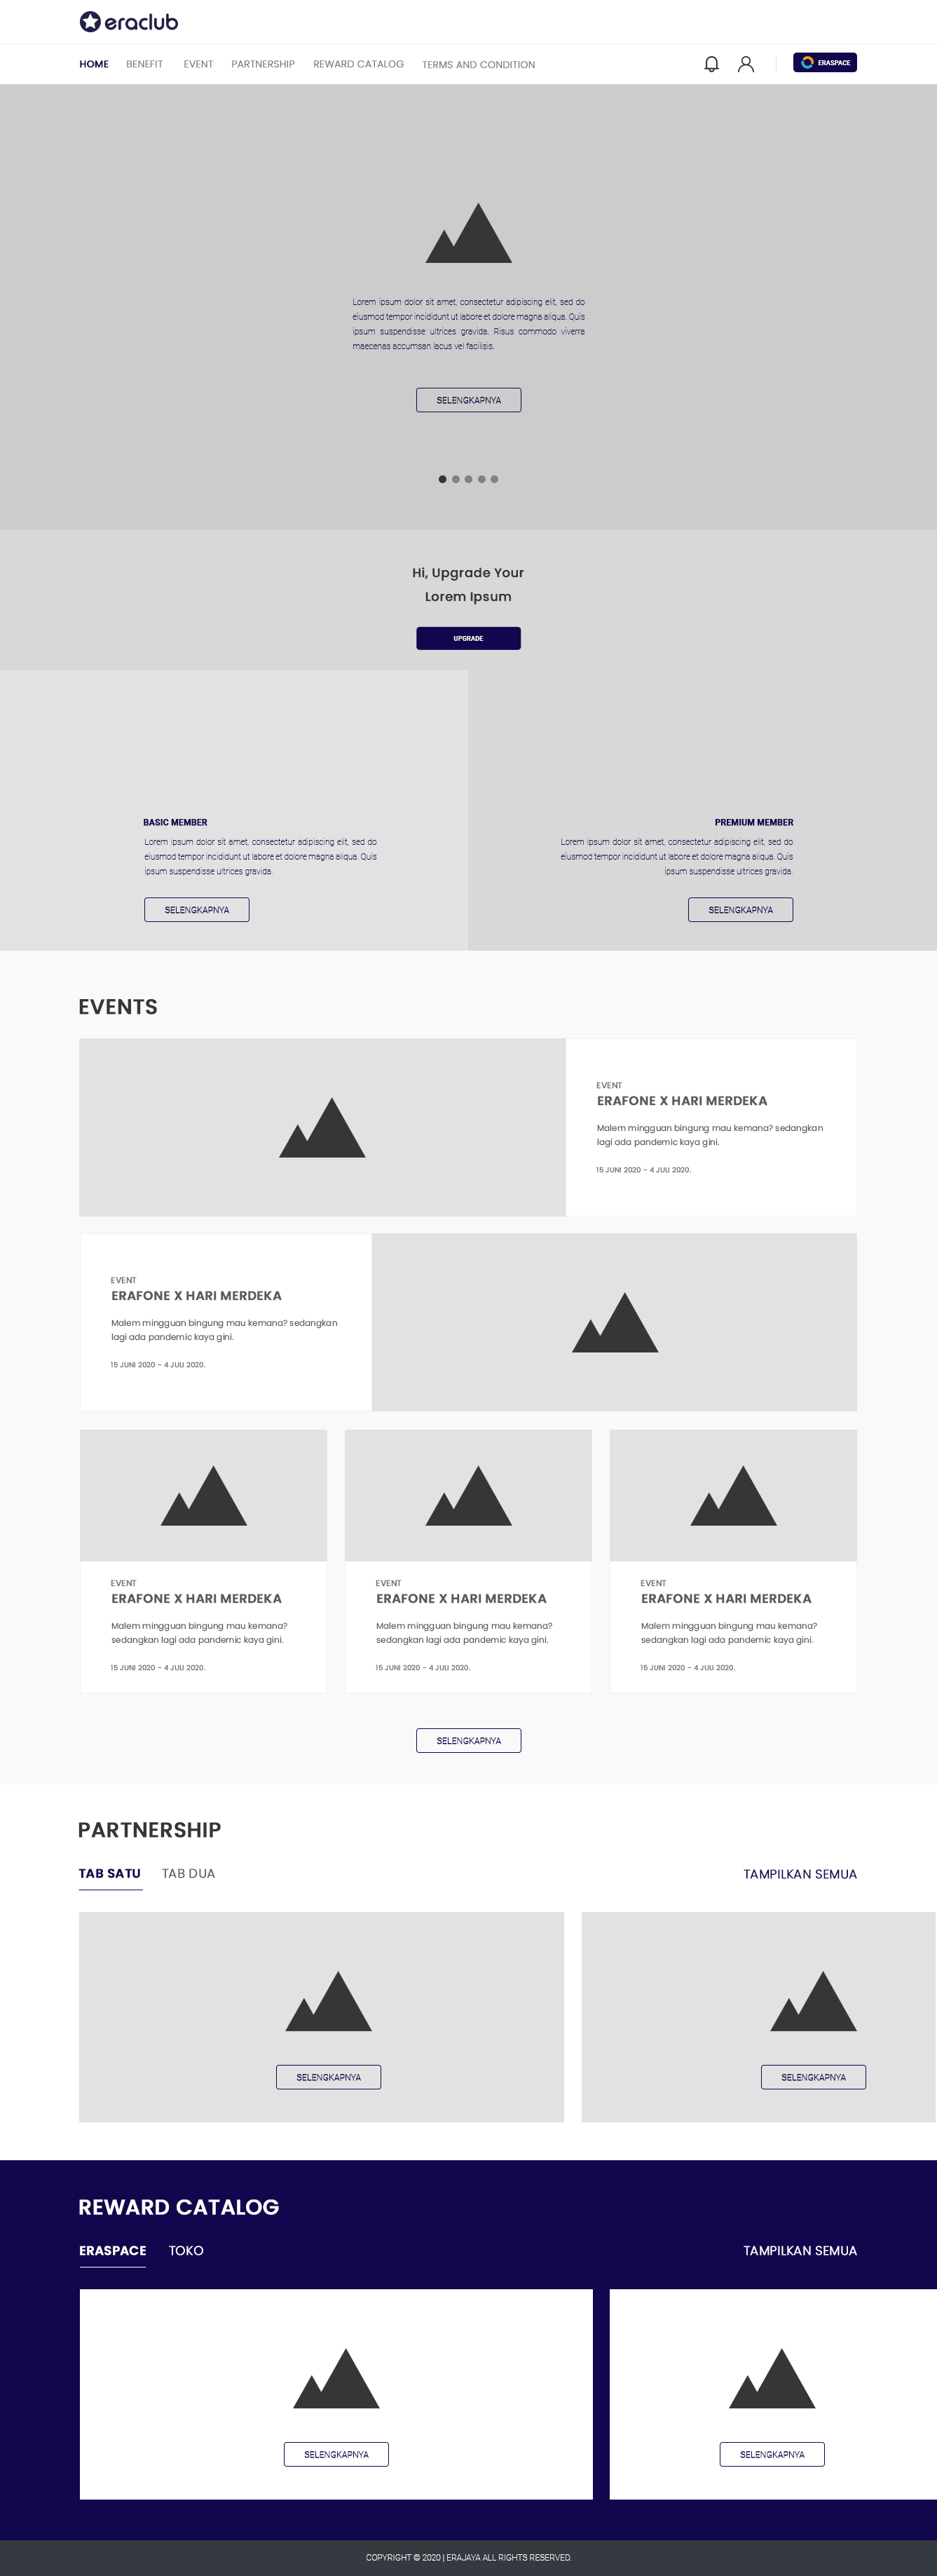 eraclub
HOME BENEFIT EVENT PARTNERSHIP REWARD CATALOG TERMS AND CONDITION ERASPACE
Lorem ipsum dolor sit amet, consectetur adipiscing elit, sed do
eiusmod tempor incididunt ut labore et dolore magna aliqua. Quis
ipsum suspendisse ultrices gravida. Risus commodo viverra
maecenas accumsan lacus vel facilisis.
SELENGKAPNYA
Hi, Upgrade Your
Lorem Ipsum
UPGRADE
BASIC MEMBER
Lorem ipsum dolor sit amet, consectetur adipiscing elit, sed do
eiusmod tempor incididunt ut labore et dolore magna aliqua. Quis
ipsum suspendisse ultrices gravida.
SELENGKAPNYA
PREMIUM MEMBER
Lorem ipsum dolor sit amet, consectetur adipiscing elit, sed do
eiusmod tempor incididunt ut labore et dolore magna aliqua. Quis
ipsum suspendisse ultrices gravida.
SELENGKAPNYA
EVENTS
EVENT
ERAFONE X HARI MERDEKA
Malem mingguan bingung mau kemana? sedangkan
lagi ada pandemic kaya gini.
15 JUNI 2020 - 4 JULI 2020.
EVENT
ERAFONE X HARI MERDEKA
Malem mingguan bingung mau kemana? sedangkan
lagi ada pandemic kaya gini.
15 JUNI 2020 - 4 JULI 2020.
EVENT
ERAFONE X HARI MERDEKA
Malem mingguan bingung mau kemana?
sedangkan lagi ada pandemic kaya gini.
15 JUNI 2020 - 4 JULI 2020.
EVENT
ERAFONE X HARI MERDEKA
Malem mingguan bingung mau kemana?
sedangkan lagi ada pandemic kaya gini.
15 JUNI 2020 - 4 JULI 2020.
EVENT
ERAFONE X HARI MERDEKA
Malem mingguan bingung mau kemana?
sedangkan lagi ada pandemic kaya gini.
15 JUNI 2020 - 4 JULI 2020.
SELENGKAPNYA
PARTNERSHIP
TAB SATU TAB DUA TAMPILKAN SEMUA
SELENGKAPNYA
SELENGKAPNYA
REWARD CATALOG
ERASPACE TOKO TAMPILKAN SEMUA
SELENGKAPNYA
SELENGKAPNYA
COPYRIGHT © 2020 | ERAJAYA ALL RIGHTS RESERVED.